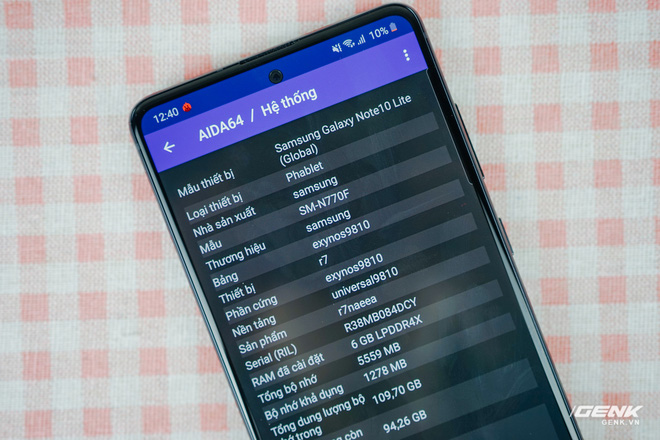 12:40 10%
AIDA64 / Hệ thống
Mẫu thiết bị Samsung Galaxy Note10 Lite
(Global)
Loại thiết bị Phablet
Nhà sản xuất samsung
Mẫu SM-N770F
Thương hiệu samsung
Bảng exynos9810
Thiết bị r7
Phần cứng exynos9810
Nền tảng universal9810
Sản phẩm r7naeea
Serial (RIL) R38MB084DCY
RAM đã cài đặt 6 GB LPDDR4X
Tổng bộ nhớ 5559 MB
Bộ nhớ khả dụng 1278 MB
Tổng dung lượng bộ 109,70 GB
nhớ trong
còn 94,26 GB
GENK
GENK.VN